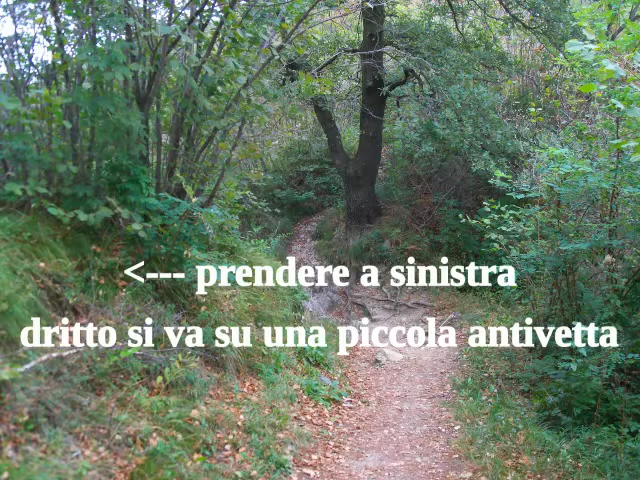 <--- prendere a sinistra
dritto si va su una piccola antivetta